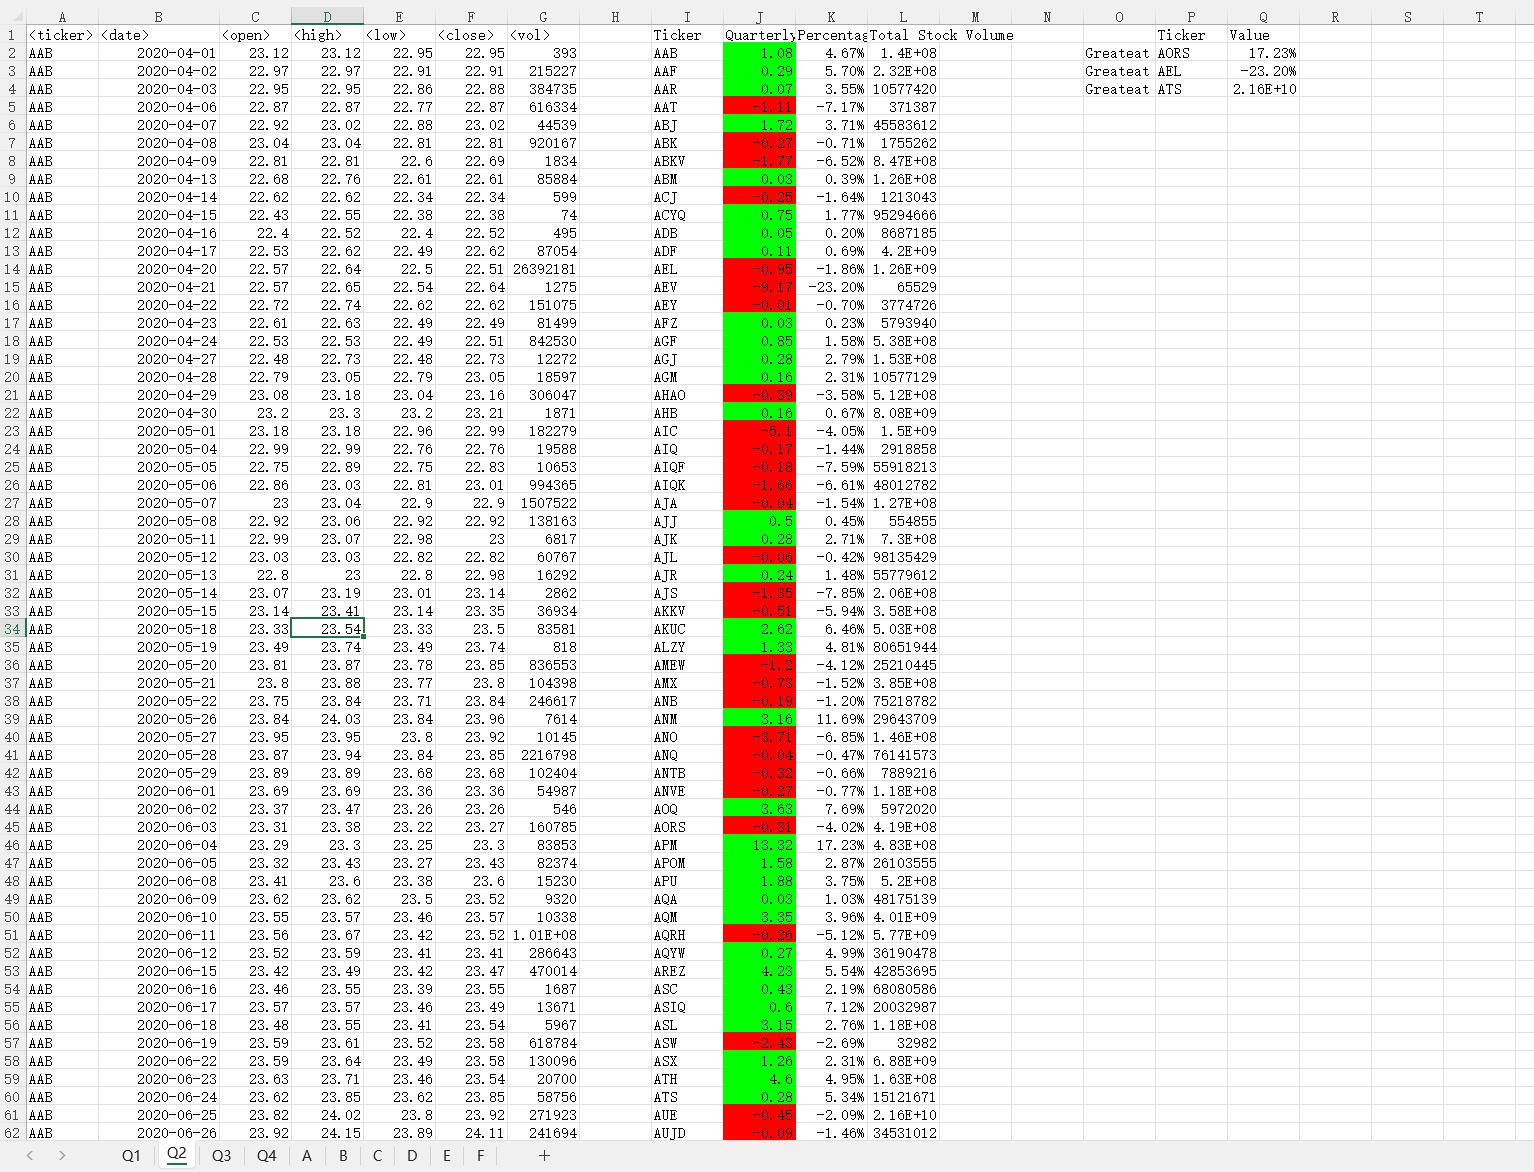 A B C D E F G H I J K L M N O P Q R S T
1 <ticker> <date> <open> <high> <low> <close> <vol> Ticker Quarterly Percentag Total Stock Volume Ticker Value
2 AAB 2020-04-01 23.12 23.12 22.95 22.95 393 AAB 1.08 4.67% 1.4E+08 Greateat AORS 17.23%
3 AAB 2020-04-02 22.97 22.97 22.91 22.91 215227 AAF 0.29 5.70% 2.32E+08 Greateat AEL -23.20%
4 AAB 2020-04-03 22.95 22.95 22.86 22.88 384735 AAR 0.07 3.55% 10577420 Greateat ATS 2.16E+10
5 AAB 2020-04-06 22.87 22.87 22.77 22.87 616334 AAT -1.11 -7.17% 371387
6 AAB 2020-04-07 22.92 23.02 22.88 23.02 44539 ABJ 1.72 3.71% 45583612
7 AAB 2020-04-08 23.04 23.04 22.81 22.81 920167 ABK -0.27 -0.71% 1755262
8 AAB 2020-04-09 22.81 22.81 22.6 22.69 1834 ABKV -1.77 -6.52% 8.47E+08
9 AAB 2020-04-13 22.68 22.76 22.61 22.61 85884 ABM 0.03 0.39% 1.26E+08
10 AAB 2020-04-14 22.62 22.62 22.34 22.34 599 ACJ -0.25 -1.64% 1213043
11 AAB 2020-04-15 22.43 22.55 22.38 22.38 74 ACYQ 0.75 1.77% 95294666
12 AAB 2020-04-16 22.4 22.52 22.4 22.52 495 ADB 0.05 0.20% 8687185
13 AAB 2020-04-17 22.53 22.62 22.49 22.62 87054 ADF 0.11 0.69% 4.2E+09
14 AAB 2020-04-20 22.57 22.64 22.5 22.51 26392181 AEL -0.95 -1.86% 1.26E+09
15 AAB 2020-04-21 22.57 22.65 22.54 22.64 1275 AEV -9.17 -23.20% 65529
16 AAB 2020-04-22 22.72 22.74 22.62 22.62 151075 AEY -0.01 -0.70% 3774726
17 AAB 2020-04-23 22.61 22.63 22.49 22.49 81499 AFZ 0.03 0.23% 5793940
18 AAB 2020-04-24 22.53 22.53 22.49 22.51 842530 AGF 0.85 1.58% 5.38E+08
19 AAB 2020-04-27 22.48 22.73 22.48 22.73 12272 AGJ 0.28 2.79% 1.53E+08
20 AAB 2020-04-28 22.79 23.05 22.79 23.05 18597 AGM 0.16 2.31% 10577129
21 AAB 2020-04-29 23.08 23.18 23.04 23.16 306047 AHAO -0.39 -3.58% 5.12E+08
22 AAB 2020-04-30 23.2 23.3 23.2 23.21 1871 AHB 0.16 0.67% 8.08E+09
23 AAB 2020-05-01 23.18 23.18 22.96 22.99 182279 AIC -5.1 -4.05% 1.5E+09
24 AAB 2020-05-04 22.99 22.99 22.76 22.76 19588 AIQ -0.17 -1.44% 2918858
25 AAB 2020-05-05 22.75 22.89 22.75 22.83 10653 AIQF -0.18 -7.59% 55918213
26 AAB 2020-05-06 22.86 23.03 22.81 23.01 994365 AIQK -1.66 -6.61% 48012782
27 AAB 2020-05-07 23 23.04 22.9 22.9 1507522 AJA -0.04 -1.54% 1.27E+08
28 AAB 2020-05-08 22.92 23.06 22.92 22.92 138163 AJJ 0.5 0.45% 554855
29 AAB 2020-05-11 22.99 23.07 22.98 23 6817 AJK 0.28 2.71% 7.3E+08
30 AAB 2020-05-12 23.03 23.03 22.82 22.82 60767 AJL -0.06 -0.42% 98135429
31 AAB 2020-05-13 22.8 23 22.8 22.98 16292 AJR 0.24 1.48% 55779612
32 AAB 2020-05-14 23.07 23.19 23.01 23.14 2862 AJS -1.35 -7.85% 2.06E+08
33 AAB 2020-05-15 23.14 23.41 23.14 23.35 36934 AKKV -0.51 -5.94% 3.58E+08
34 AAB 2020-05-18 23.33 23.54 23.33 23.5 83581 AKUC 2.62 6.46% 5.03E+08
35 AAB 2020-05-19 23.49 23.74 23.49 23.74 818 ALZY 1.33 4.81% 80651944
36 AAB 2020-05-20 23.81 23.87 23.78 23.85 836553 AMEW -1.2 -4.12% 25210445
37 AAB 2020-05-21 23.8 23.88 23.77 23.8 104398 AMX -0.73 -1.52% 3.85E+08
38 AAB 2020-05-22 23.75 23.84 23.71 23.84 246617 ANB -0.19 -1.20% 75218782
39 AAB 2020-05-26 23.84 24.03 23.84 23.96 7614 ANM 3.16 11.69% 29643709
40 AAB 2020-05-27 23.95 23.95 23.8 23.92 10145 ANO -3.71 -6.85% 1.46E+08
41 AAB 2020-05-28 23.87 23.94 23.84 23.85 2216798 ANQ -0.04 -0.47% 76141573
42 AAB 2020-05-29 23.89 23.89 23.68 23.68 102404 ANTB -0.32 -0.66% 7889216
43 AAB 2020-06-01 23.69 23.69 23.36 23.36 54987 ANVE -0.27 -0.77% 1.18E+08
44 AAB 2020-06-02 23.37 23.47 23.26 23.26 546 AOQ 3.63 7.69% 5972020
45 AAB 2020-06-03 23.31 23.38 23.22 23.27 160785 AORS -0.31 -4.02% 4.19E+08
46 AAB 2020-06-04 23.29 23.3 23.25 23.3 83853 APM 13.32 17.23% 4.83E+08
47 AAB 2020-06-05 23.32 23.43 23.27 23.43 82374 APOM 1.58 2.87% 26103555
48 AAB 2020-06-08 23.41 23.6 23.38 23.6 15230 APU 1.88 3.75% 5.2E+08
49 AAB 2020-06-09 23.62 23.62 23.5 23.52 9320 AQA 0.03 1.03% 48175139
50 AAB 2020-06-10 23.55 23.57 23.46 23.57 10338 AQM 3.35 3.96% 4.01E+09
51 AAB 2020-06-11 23.56 23.67 23.42 23.52 1.01E+08 AQRH -0.26 -5.12% 5.77E+09
52 AAB 2020-06-12 23.52 23.59 23.41 23.41 286643 AQYW 0.27 4.99% 36190478
53 AAB 2020-06-15 23.42 23.49 23.42 23.47 470014 AREZ 4.23 5.54% 42853695
54 AAB 2020-06-16 23.46 23.55 23.39 23.55 1687 ASC 0.43 2.19% 68080586
55 AAB 2020-06-17 23.57 23.57 23.46 23.49 13671 ASIQ 0.6 7.12% 20032987
56 AAB 2020-06-18 23.48 23.55 23.41 23.54 5967 ASL 3.15 2.76% 1.18E+08
57 AAB 2020-06-19 23.59 23.61 23.52 23.58 618784 ASW -2.43 -2.69% 32982
58 AAB 2020-06-22 23.59 23.64 23.49 23.58 130096 ASX 1.26 2.31% 6.88E+09
59 AAB 2020-06-23 23.63 23.71 23.46 23.54 20700 ATH 4.6 4.95% 1.63E+08
60 AAB 2020-06-24 23.62 23.85 23.62 23.85 58756 ATS 0.28 5.34% 15121671
61 AAB 2020-06-25 23.82 24.02 23.8 23.92 271923 AUE -0.45 -2.09% 2.16E+10
62 AAB 2020-06-26 23.92 24.15 23.89 24.11 241694 AUJD -0.09 -1.46% 34531012
Q1 Q2 Q3 Q4 A B C D E F +